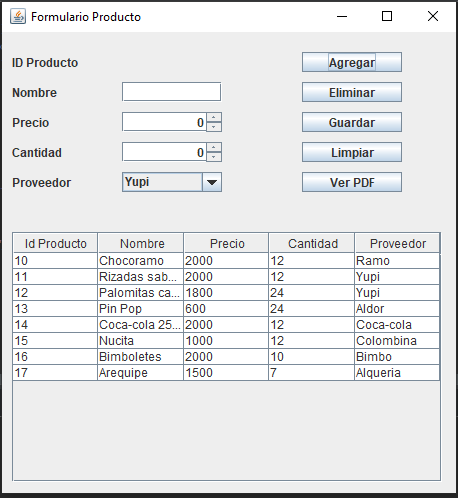 Formulario Producto
ID Producto Agregar
Nombre Eliminar
Precio 0 Guardar
Cantidad 0 Limpiar
Proveedor Yupi Ver PDF
Id Producto Nombre Precio Cantidad Proveedor
10 Chocoramo 2000 12 Ramo
11 Rizadas sab... 2000 12 Yupi
12 Palomitas ca... 1800 24 Yupi
13 Pin Pop 600 24 Aldor
14 Coca-cola 25... 2000 12 Coca-cola
15 Nucita 1000 12 Colombina
16 Bimboletes 2000 10 Bimbo
17 Arequipe 1500 7 Alqueria